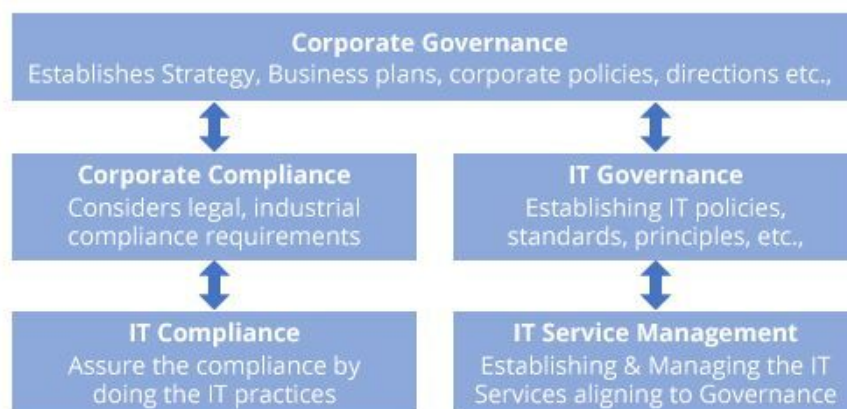 Corporate Governance
Establishes Strategy, Business plans, corporate policies, directions etc.,
Corporate Compliance
Considers legal, industrial
compliance requirements
IT Governance
Establishing IT policies,
standards, principles, etc.,
IT Compliance
Assure the compliance by
doing the IT practices
IT Service Management
Establishing & Managing the IT
Services aligning to Governance